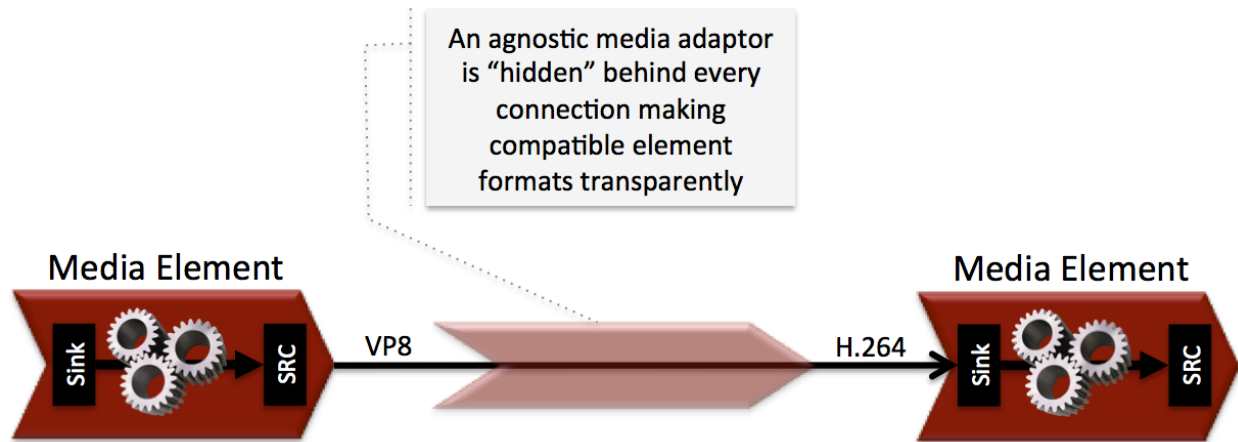 An agnostic media adaptor
is “hidden” behind every
connection making
compatible element
formats transparently
Media Element
Media Element
Sink
SRC
VP8
H.264
Sink
SRC